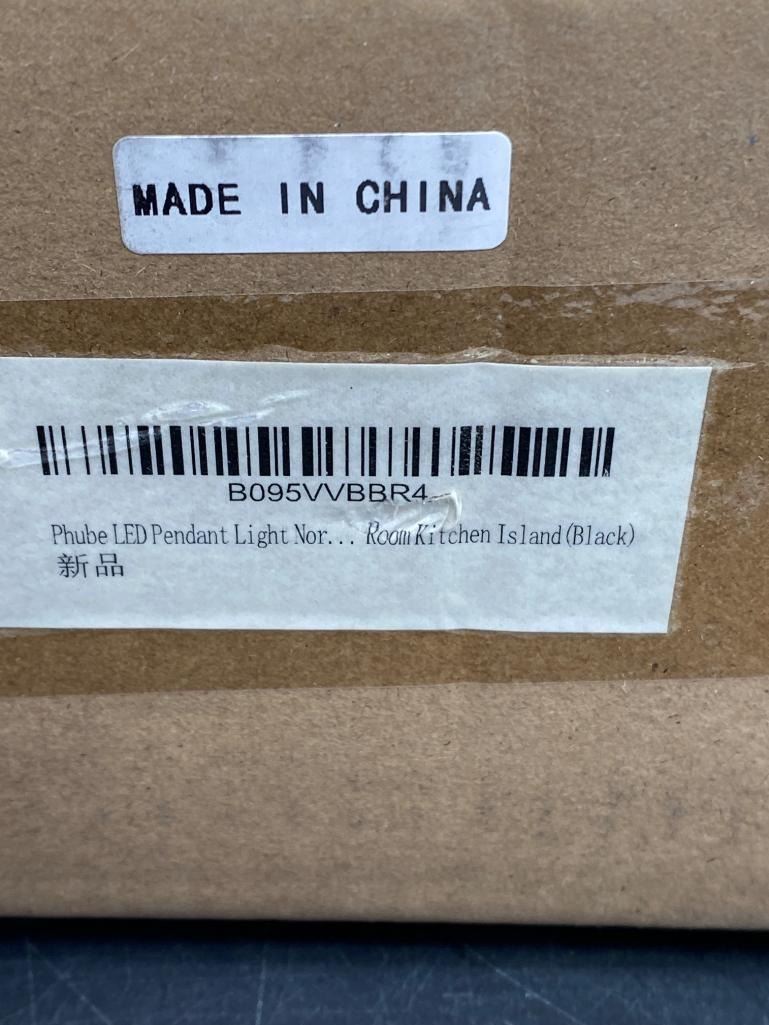 MADE IN CHINA
B095VVBBR4
Phube LED Pendant Light Nor... Room Kitchen Island(Black)
新品